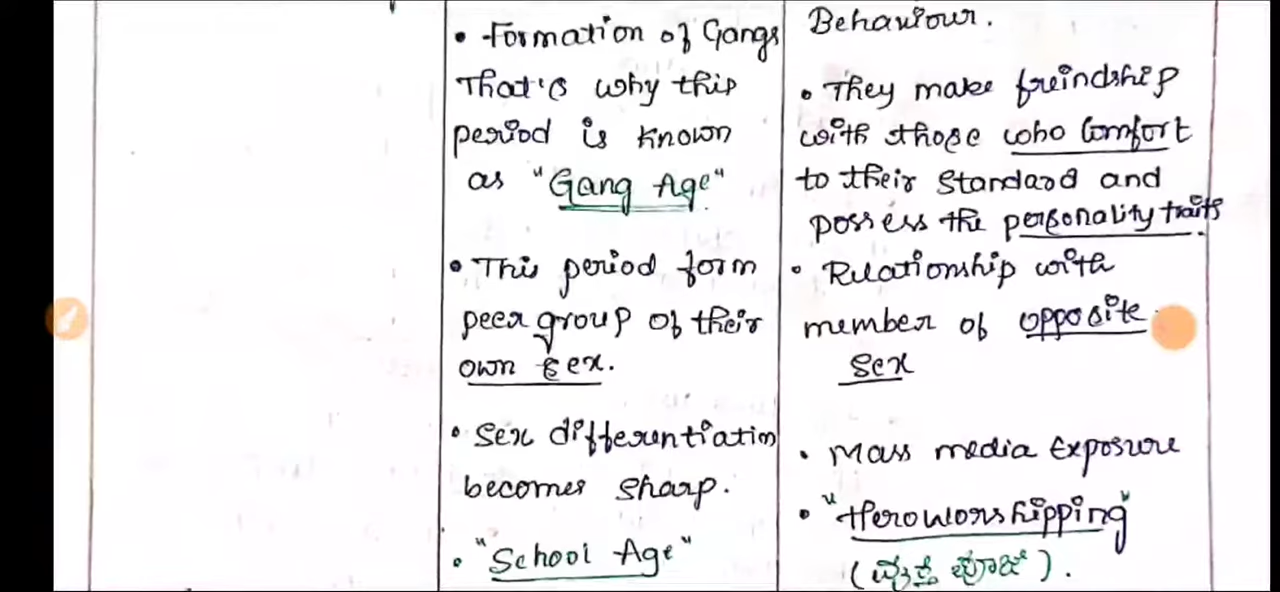 • Formation of Gangs
That's why this
period is known
as "Gang Age"
• This period form
peer group of their
own sex.
• Sex differentiation
becomes sharp.
• "School Age"
Behaviour.
• They make freindship
with those who comfort
to their standard and
possess the personality traits.
• Relationship with
member of opposite
sex
• Mass media Exposure
• "Heroworshipping"
(ವ್ಯಕ್ತಿ ಪೂಜೆ).